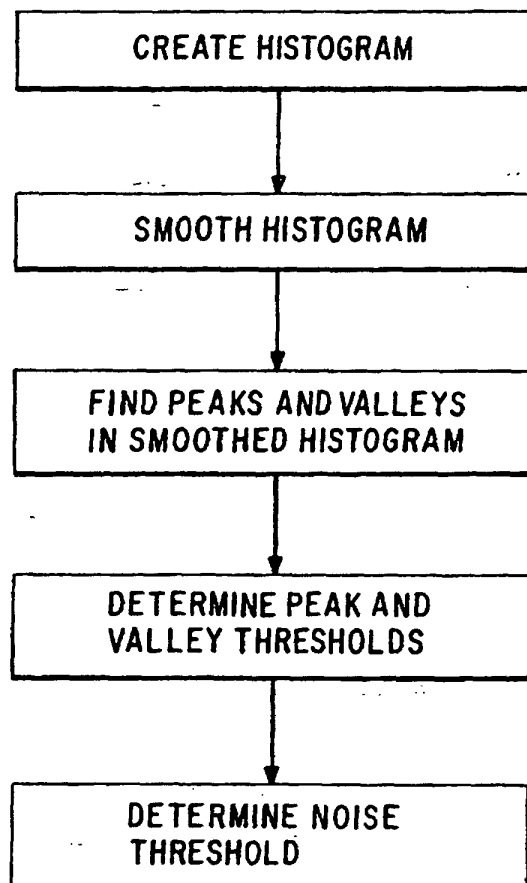 CREATE HISTOGRAM
SMOOTH HISTOGRAM
FIND PEAKS AND VALLEYS
IN SMOOTHED HISTOGRAM
DETERMINE PEAK AND
VALLEY THRESHOLDS
DETERMINE NOISE
THRESHOLD